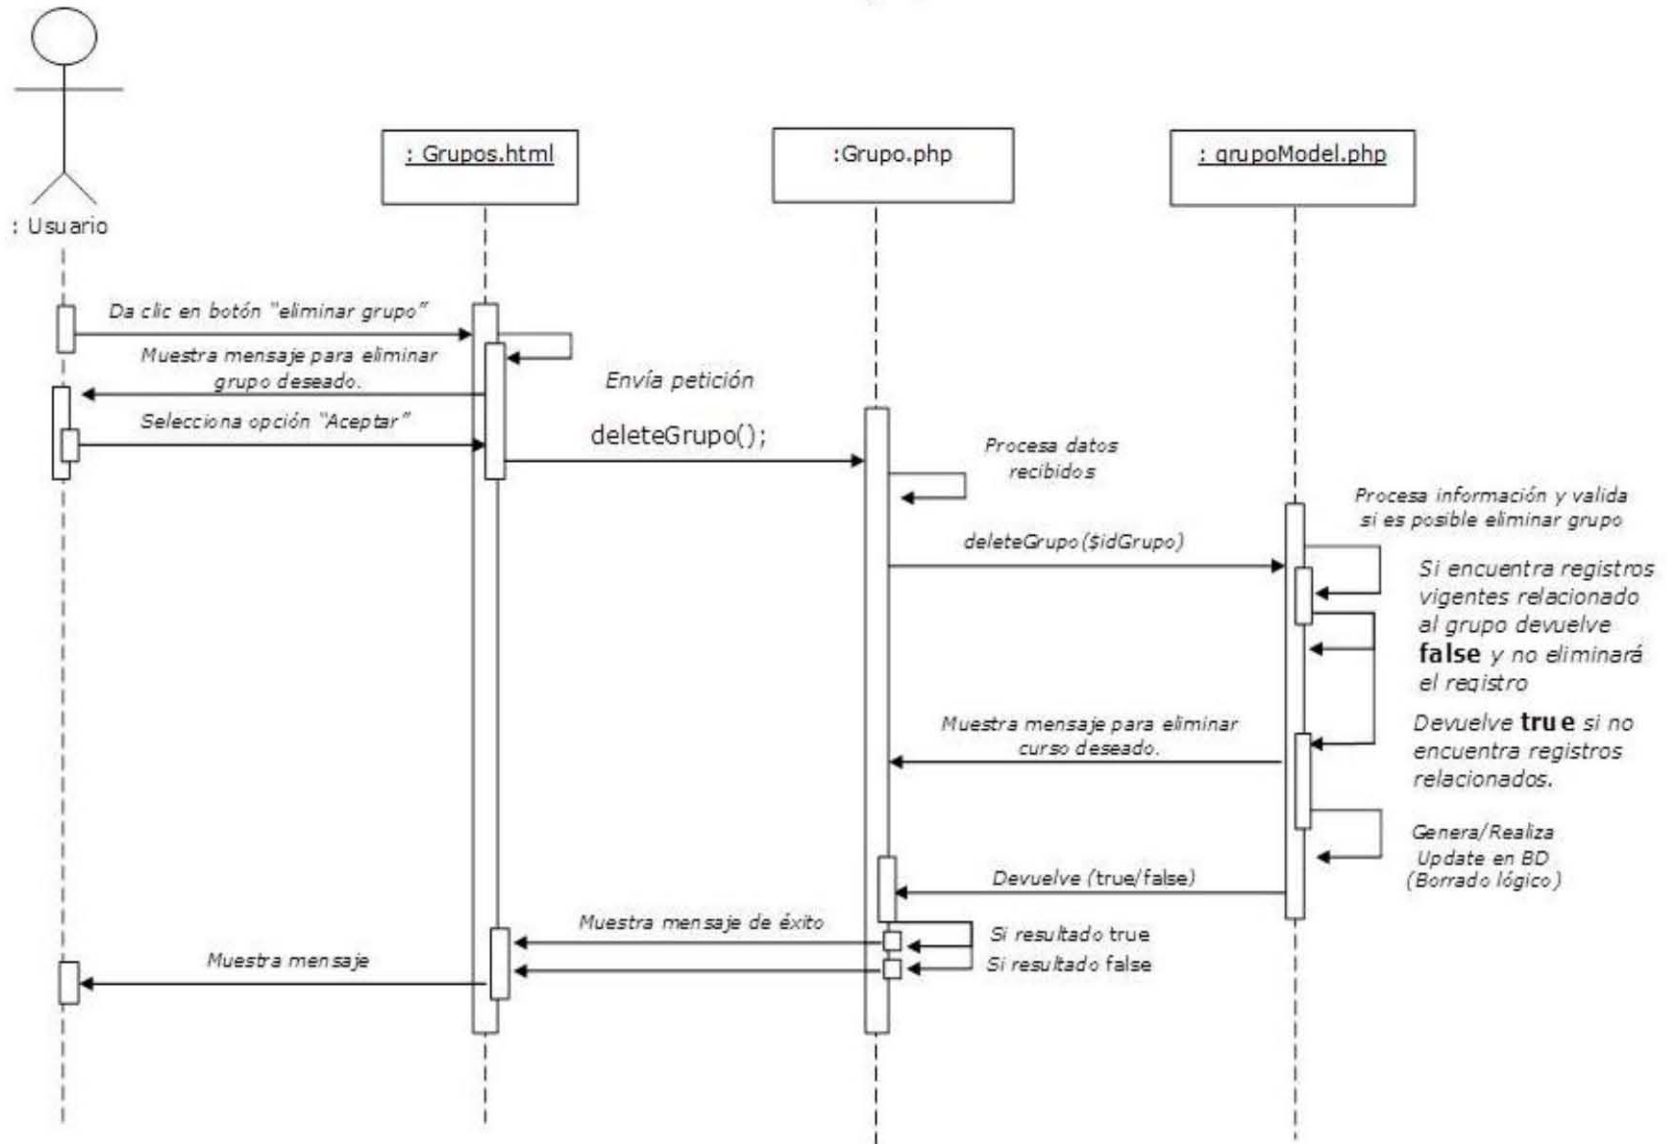 : Grupos.html
:Grupo.php
: grupoModel.php
: Usuario
Da clic en botón "eliminar grupo"
Muestra mensaje para eliminar
grupo deseado.
Selecciona opción "Aceptar"
Envía petición
deleteGrupo();
Procesa datos
recibidos
deleteGrupo($idGrupo)
Procesa información y valida
si es posible eliminar grupo
Si encuentra registros
vigentes relacionado
al grupo devuelve
false y no eliminará
el registro
Muestra mensaje para eliminar
curso deseado.
Devuelve true si no
encuentra registros
relacionados.
Genera/Realiza
Update en BD
(Borrado lógico)
Devuelve (true/false)
Muestra mensaje de éxito
Si resultado true
Si resultado false
Muestra mensaje